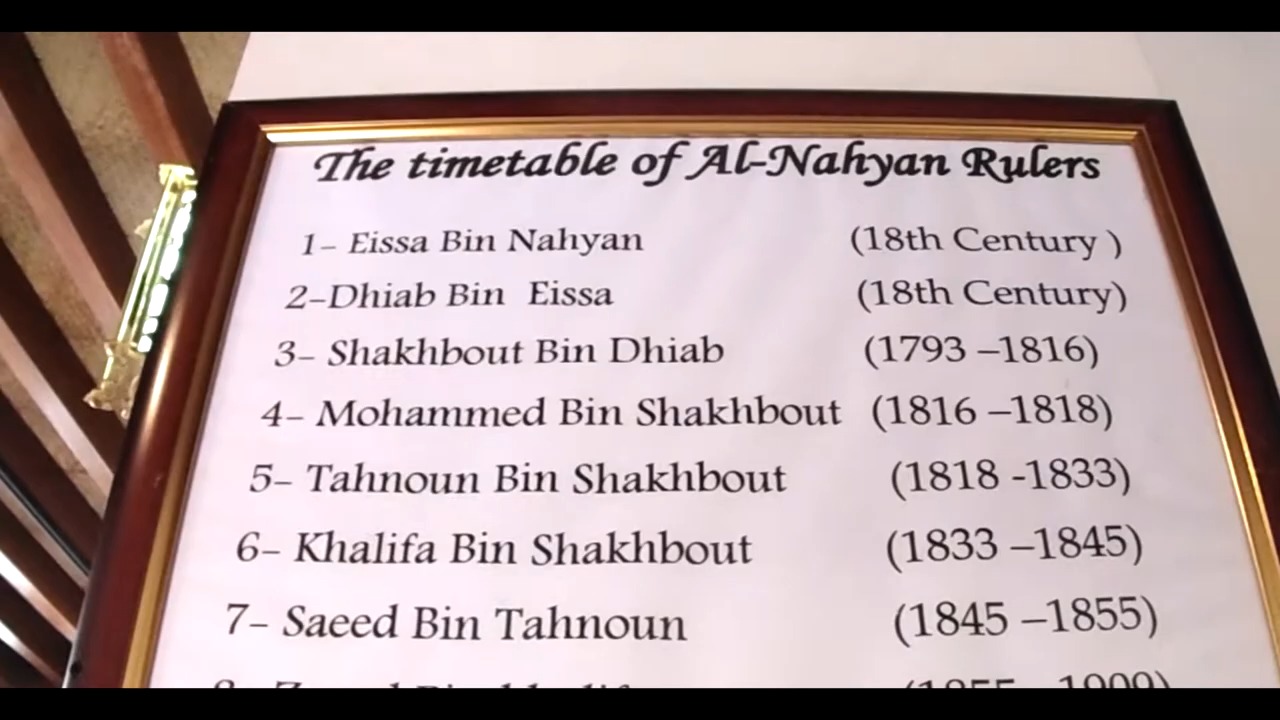 The timetable of Al-Nahyan Rulers
1– Eissa Bin Nahyan (18th Century )
2–Dhiab Bin Eissa (18th Century)
3– Shakhbout Bin Dhiab (1793 –1816)
4– Mohammed Bin Shakhbout (1816 –1818)
5– Tahnoun Bin Shakhbout (1818 -1833)
6– Khalifa Bin Shakhbout (1833 –1845)
7– Saeed Bin Tahnoun (1845 –1855)